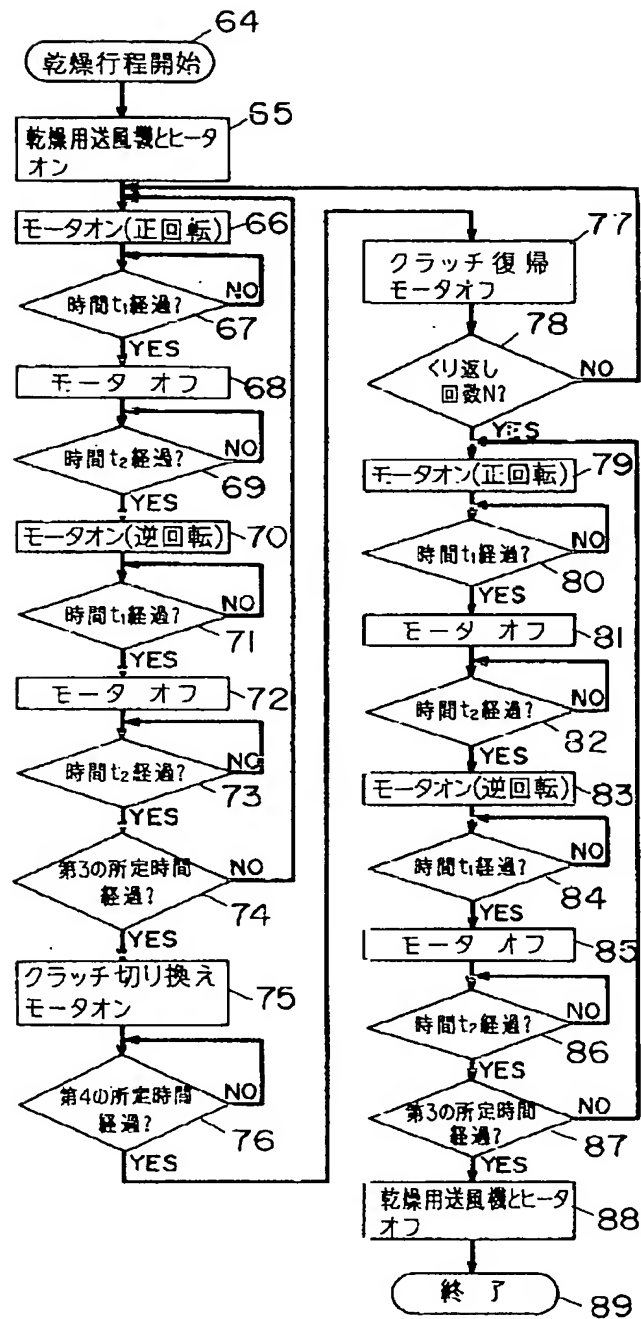 64
乾燥行程開始
65
乾燥用送風機とヒータ
オン
モータオン(正回転)
66
時間t₁経過?
NO
67
YES
モータ オフ
68
時間t₂経過?
NO
69
YES
モータオン(逆回転)
70
時間t₁経過?
NO
71
YES
モータ オフ
72
時間t₂経過?
NO
73
YES
第3の所定時間
経過?
NO
74
YES
クラッチ切り換え
モータオン
75
第4の所定時間
経過?
NO
76
YES
77
クラッチ復帰
モータオフ
78
くり返し
回数N?
NO
YES
モータオン(正回転)
79
時間t₁経過?
NO
80
YES
モータ オフ
81
時間t₂経過?
NO
82
YES
モータオン(逆回転)
83
時間t₁経過?
NO
84
YES
モータ オフ
85
時間t₂経過?
NO
86
YES
第3の所定時間
経過?
NO
87
YES
乾燥用送風機とヒータ
オフ
88
終了
89